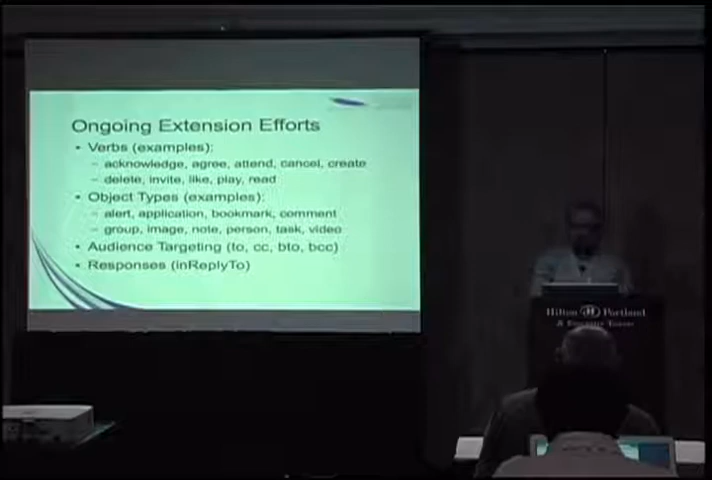 Ongoing Extension Efforts
• Verbs (examples):
– acknowledge, agree, attend, cancel, create
– delete, invite, like, play, read
• Object Types (examples):
– alert, application, bookmark, comment
– group, image, note, person, task, video
• Audience Targeting (to, cc, bto, bcc)
• Responses (inReplyTo)
Hilton H Portland
& Executive Tower